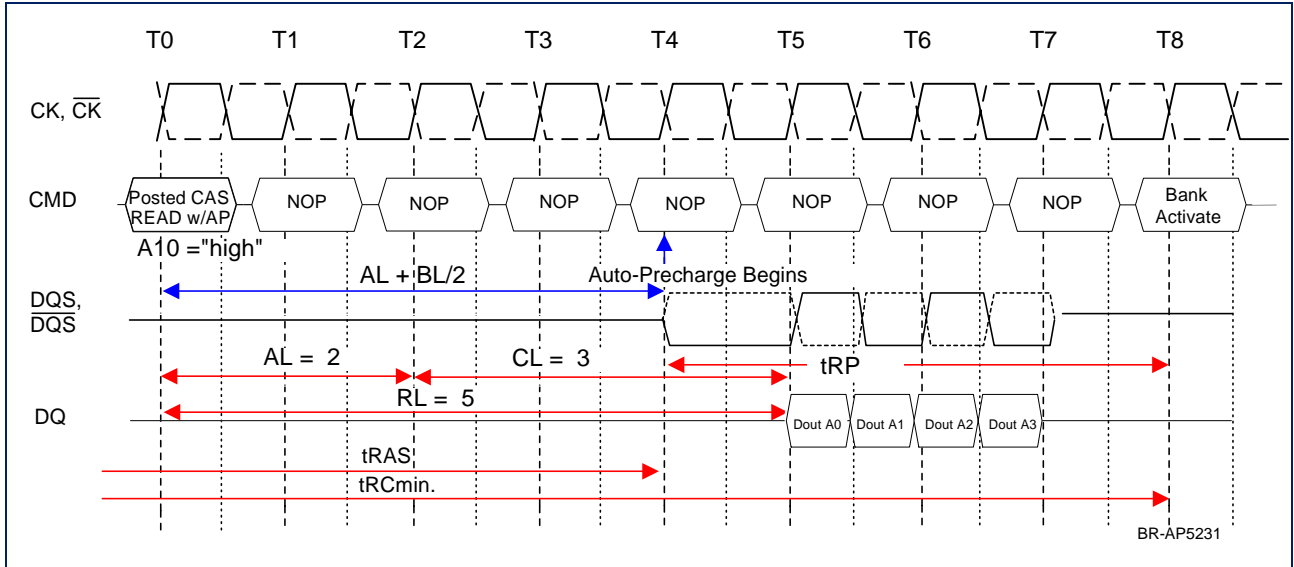 T0 T1 T2 T3 T4 T5 T6 T7 T8
CK, CK
CMD
Posted CAS
READ w/AP
NOP NOP NOP NOP NOP NOP NOP
Bank
Activate
A10 ="high"
AL + BL/2
Auto-Precharge Begins
DQS,
DQS
AL = 2
CL = 3
tRP
RL = 5
DQ
Dout A0 Dout A1 Dout A2 Dout A3
tRAS
tRCmin.
BR-AP5231